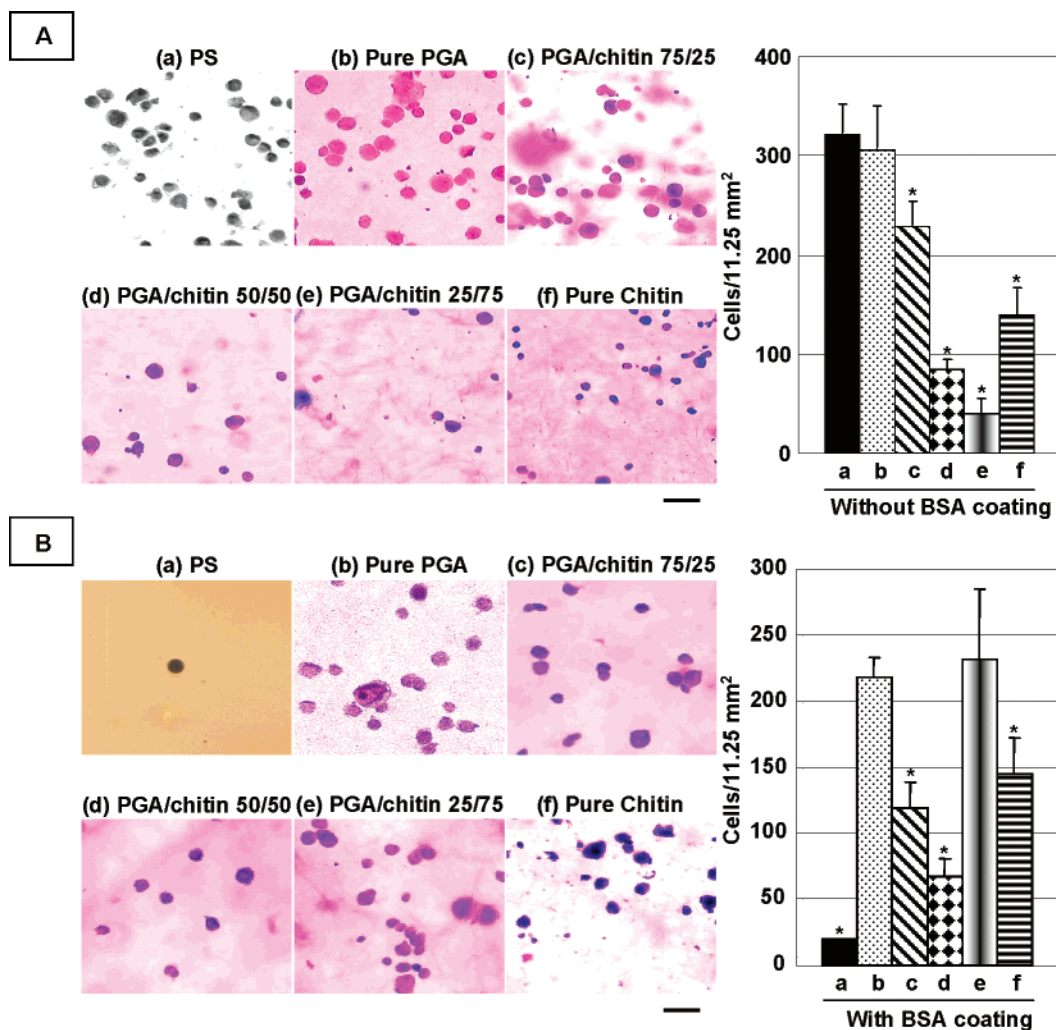 A
(a) PS
(b) Pure PGA
(c) PGA/chitin 75/25
(d) PGA/chitin 50/50
(e) PGA/chitin 25/75
(f) Pure Chitin
Cells/11.25 mm²
400
300
200
100
0
*
*
*
*
a b c d e f
Without BSA coating
B
(a) PS
(b) Pure PGA
(c) PGA/chitin 75/25
(d) PGA/chitin 50/50
(e) PGA/chitin 25/75
(f) Pure Chitin
Cells/11.25 mm²
300
250
200
150
100
50
0
*
*
*
*
a b c d e f
With BSA coating